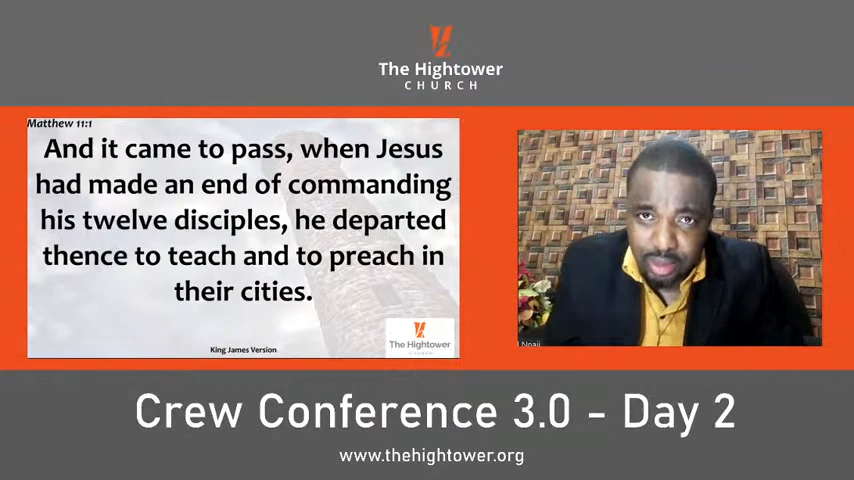 The Hightower
CHURCH
Matthew 11:1
And it came to pass, when Jesus
had made an end of commanding
his twelve disciples, he departed
thence to teach and to preach in
their cities.
King James Version
The Hightower
CHURCH
Crew Conference 3.0 - Day 2
www.thehightower.org